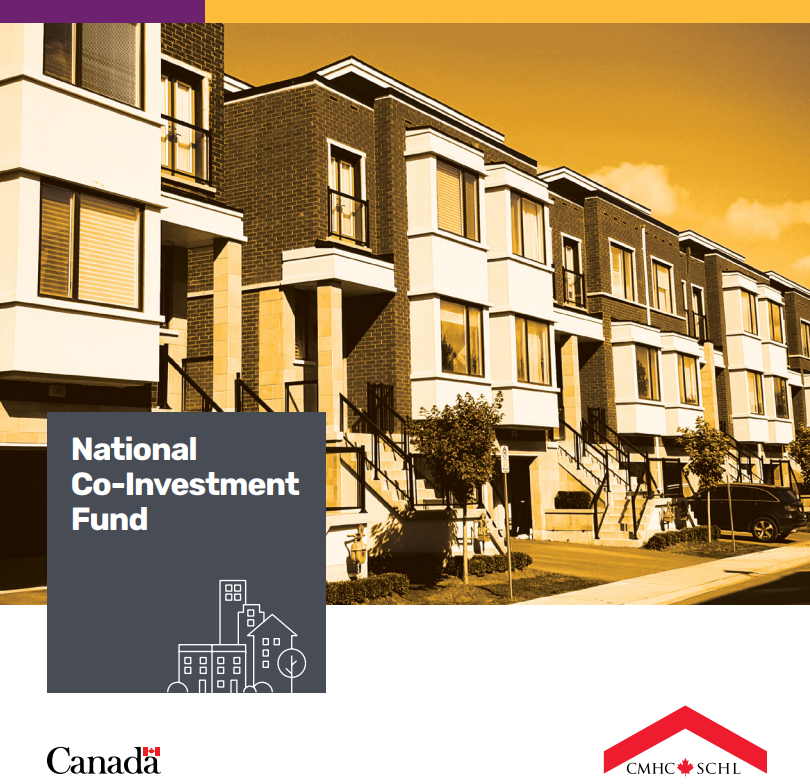 National
Co-Investment
Fund
Canada
CMHC SCHL